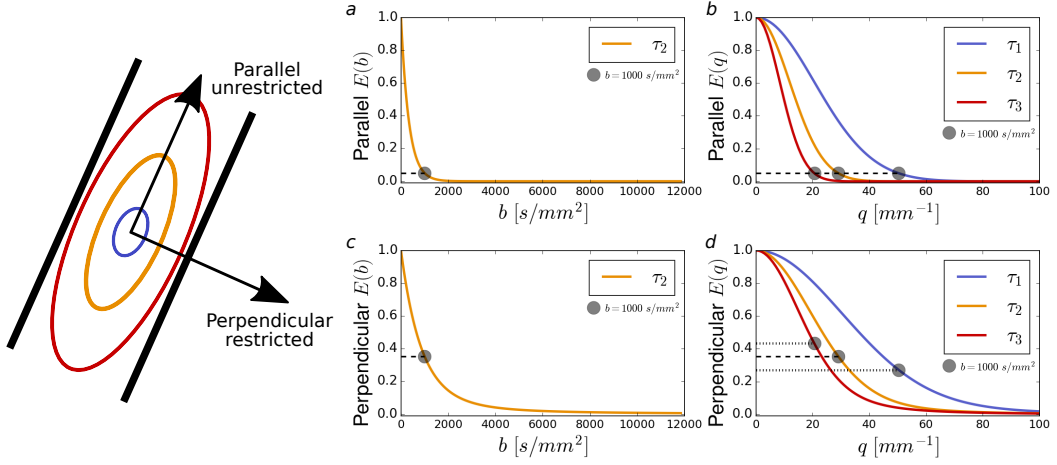 Parallel
unrestricted
Perpendicular
restricted
a
Parallel E(b)
1.0
0.8
0.6
0.4
0.2
0.0
0 2000 4000 6000 8000 10000 12000
b [s/mm²]
τ₂
b = 1000 s/mm²
b
Parallel E(q)
1.0
0.8
0.6
0.4
0.2
0.0
0 20 40 60 80 100
q [mm⁻¹]
τ₁
τ₂
τ₃
b = 1000 s/mm²
c
Perpendicular E(b)
1.0
0.8
0.6
0.4
0.2
0.0
0 2000 4000 6000 8000 10000 12000
b [s/mm²]
τ₂
b = 1000 s/mm²
d
Perpendicular E(q)
1.0
0.8
0.6
0.4
0.2
0.0
0 20 40 60 80 100
q [mm⁻¹]
τ₁
τ₂
τ₃
b = 1000 s/mm²